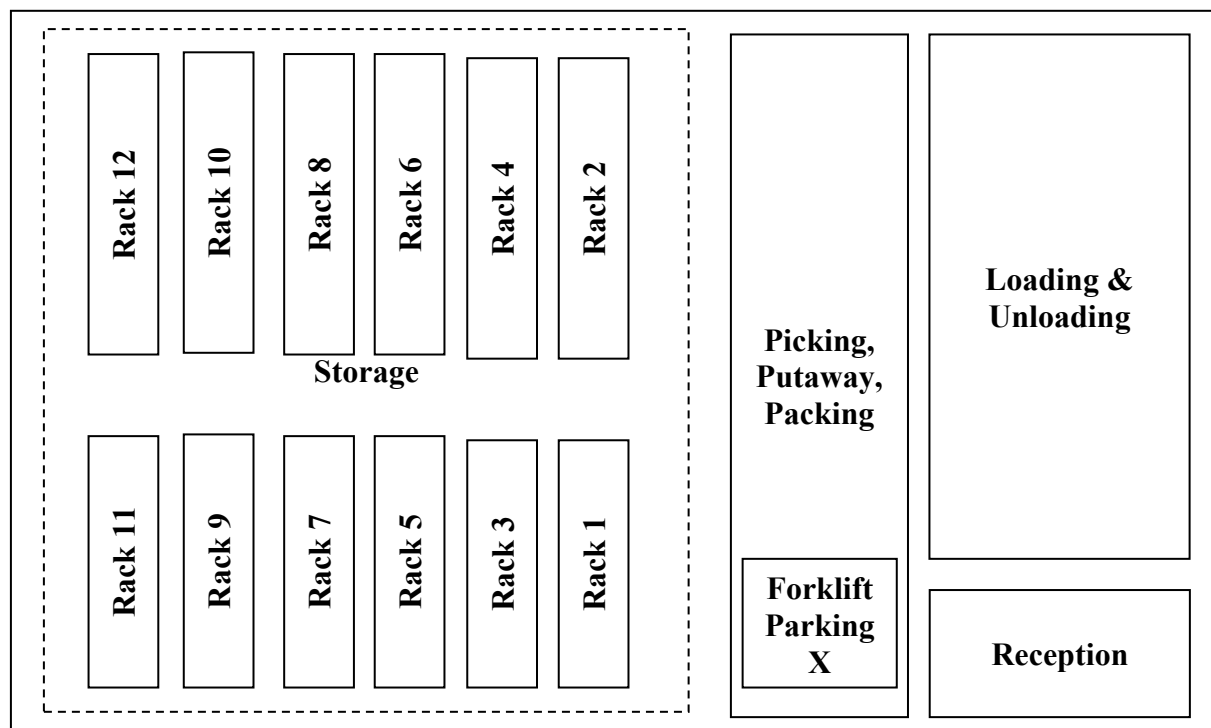 Rack 12
Rack 10
Rack 8
Rack 6
Rack 4
Rack 2
Storage
Rack 11
Rack 9
Rack 7
Rack 5
Rack 3
Rack 1
Picking,
Putaway,
Packing
Forklift
Parking
X
Loading &
Unloading
Reception